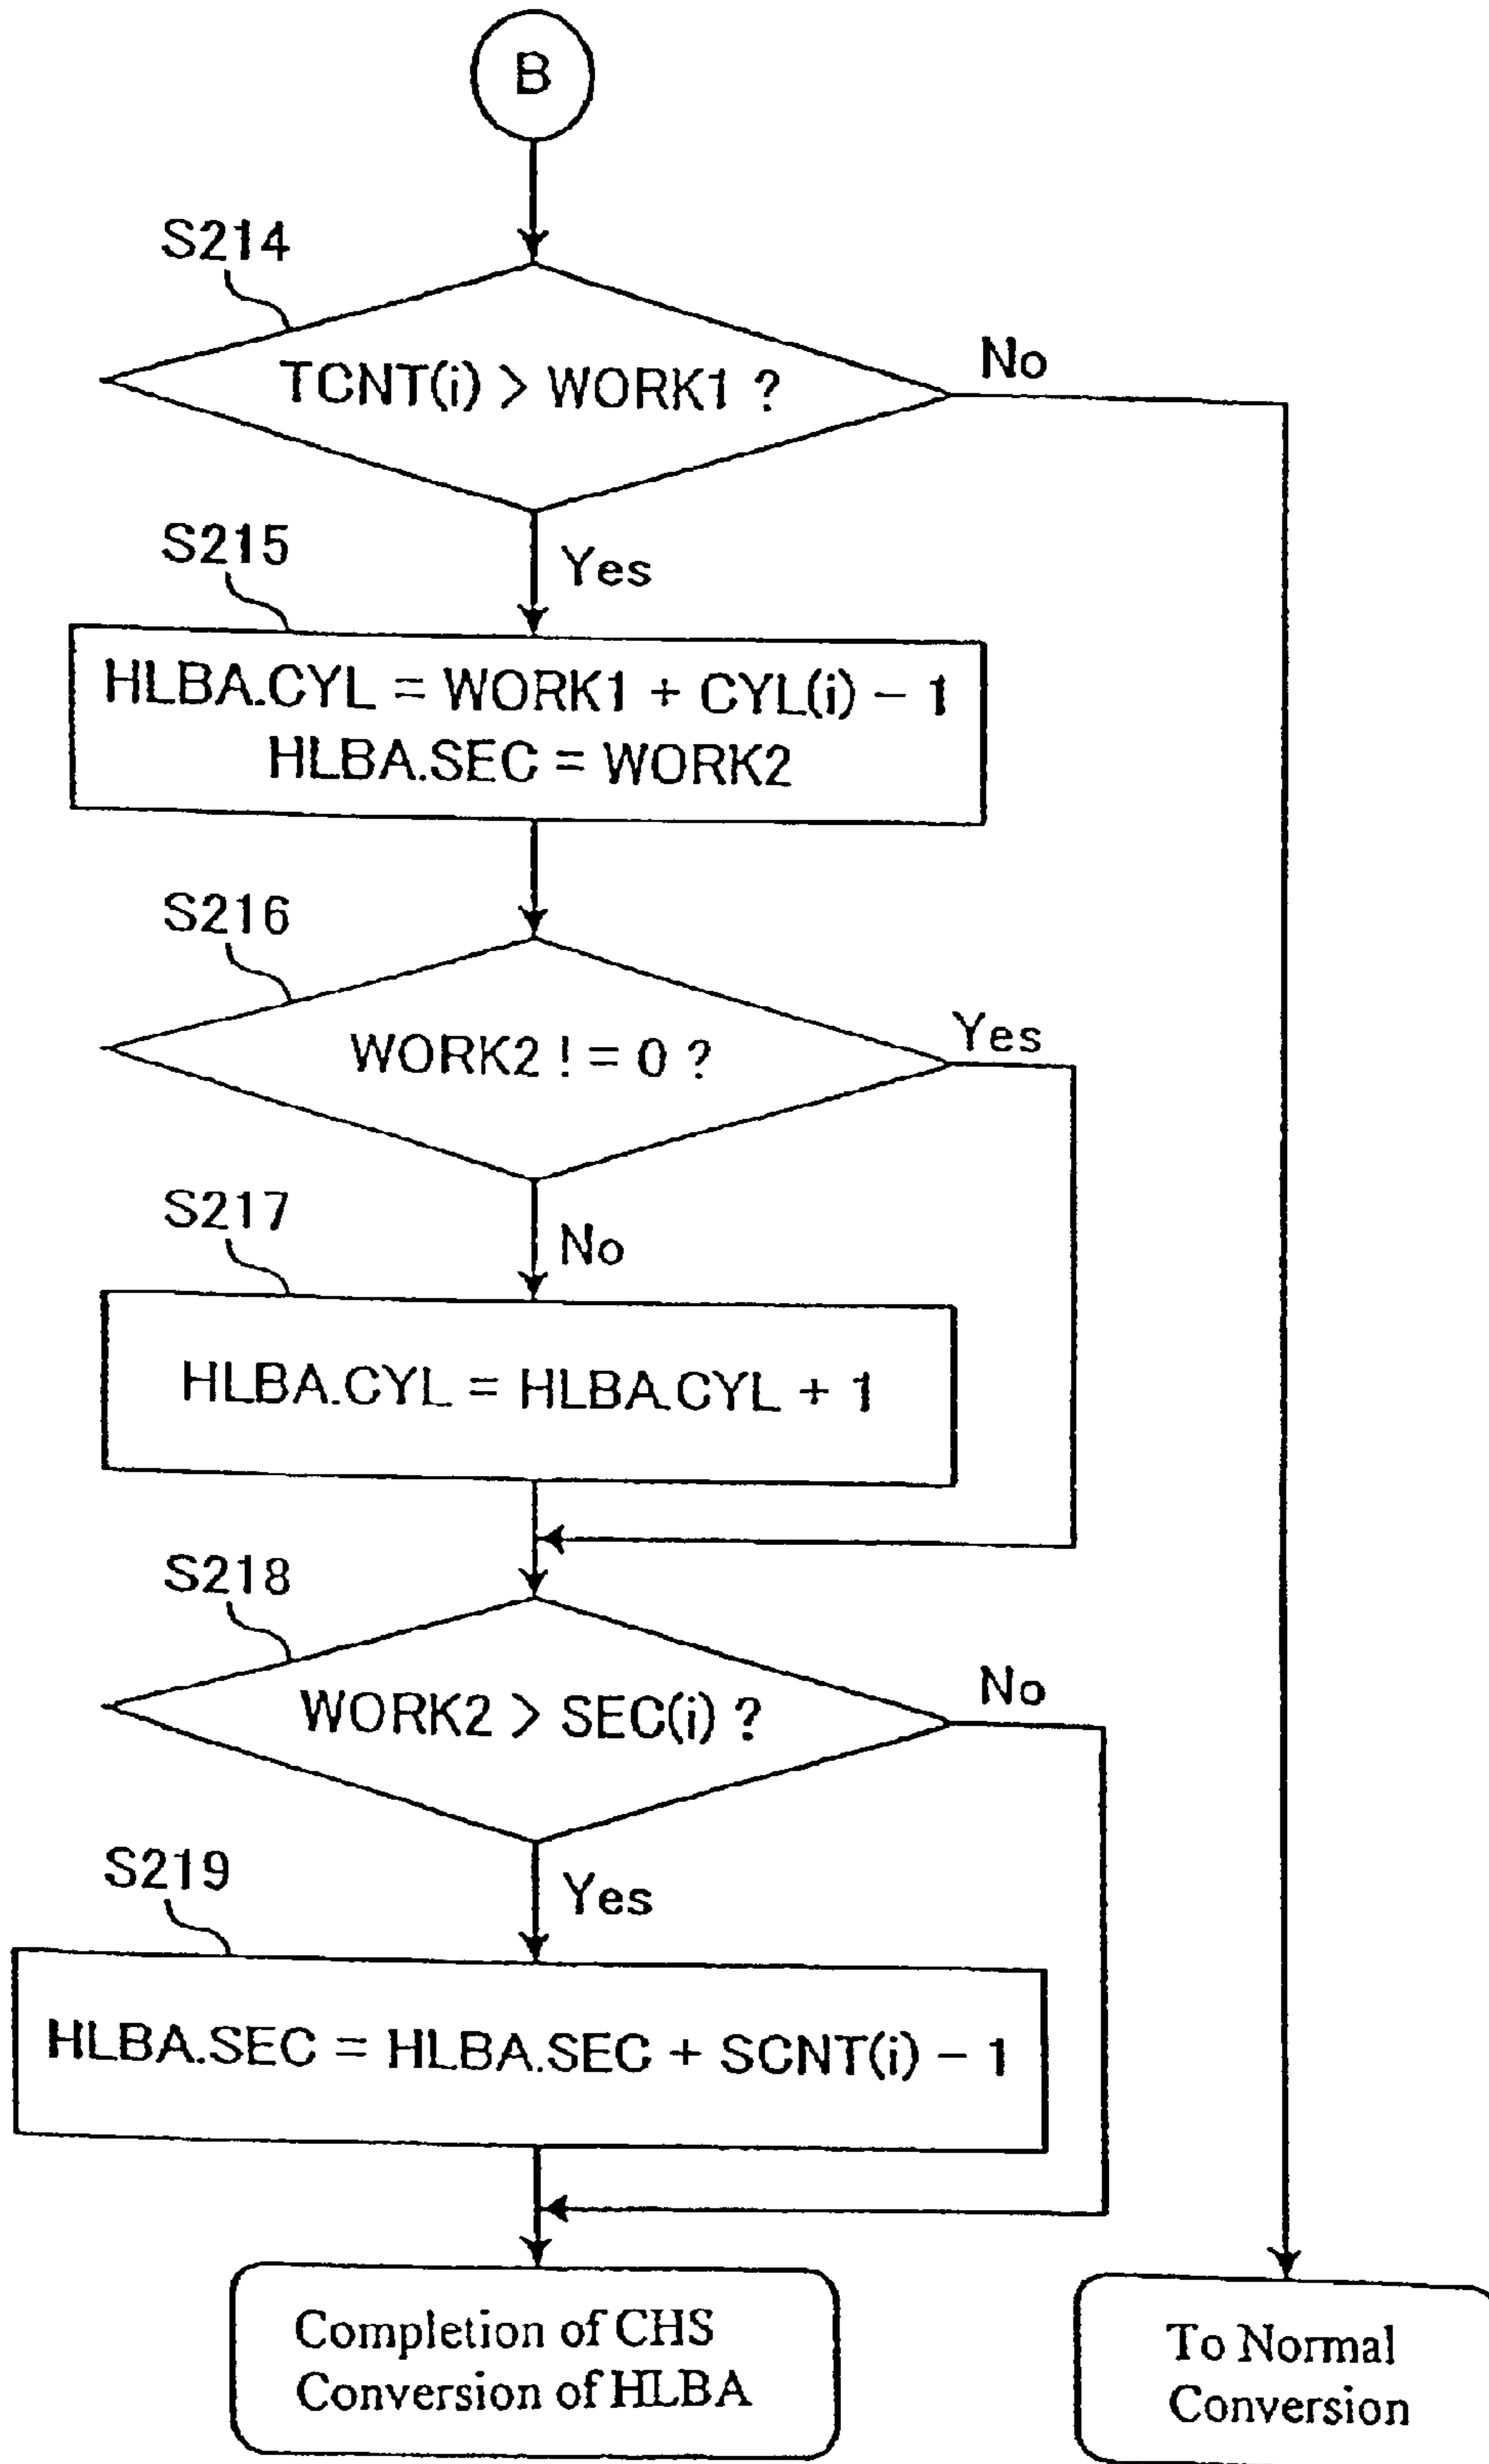 B
S214
TCNT(i) > WORK1 ?
No
S215
Yes
HLBA.CYL = WORK1 + CYL(i) − 1
HLBA.SEC = WORK2
S216
WORK2 ! = 0 ?
Yes
S217
No
HLBA.CYL = HLBA.CYL + 1
S218
WORK2 > SEC(i) ?
No
S219
Yes
HLBA.SEC = HLBA.SEC + SCNT(i) − 1
Completion of CHS
Conversion of HLBA
To Normal
Conversion